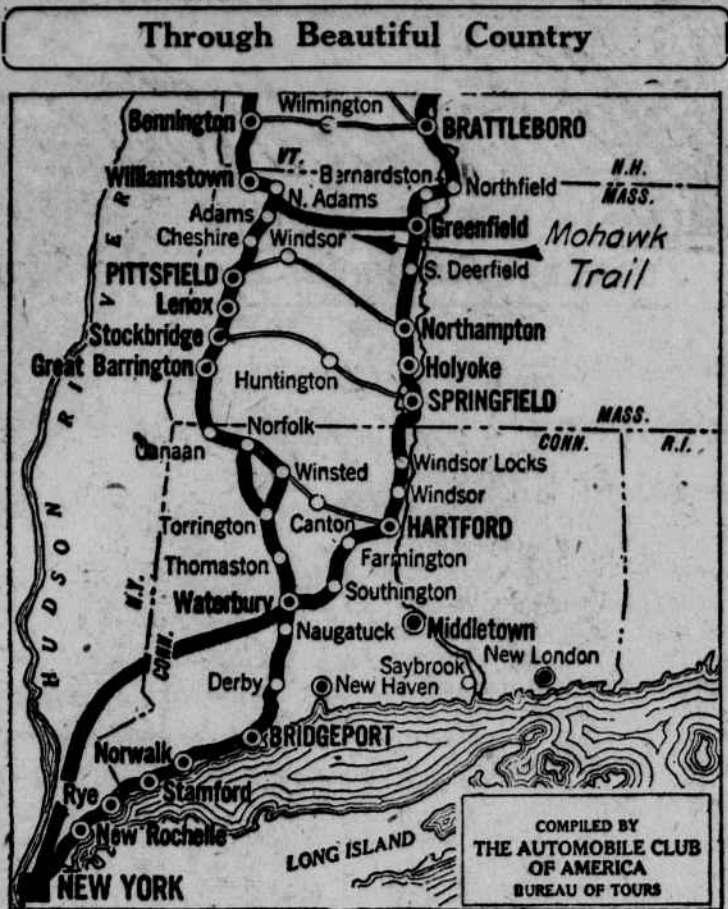 Through Beautiful Country
Wilmington
Bennington
BRATTLEBORO
VT.
N.H.
Williamstown
Bernardston
Northfield
MASS.
N. Adams
Adams
Greenfield
Mohawk
Trail
Cheshire
Windsor
PITTSFIELD
S. Deerfield
Lenox
Stockbridge
Northampton
Great Barrington
Holyoke
Huntington
SPRINGFIELD
MASS.
CONN.
R.I.
Norfolk
Canaan
Winsted
Windsor Locks
Windsor
Torrington
Canton
HARTFORD
Thomaston
Farmington
Southington
Waterbury
N.Y.
CONN.
Naugatuck
Middletown
HUDSON RIVER
Derby
New Haven
Saybrook
New London
BRIDGEPORT
Norwalk
Rye
Stamford
New Rochelle
LONG ISLAND
NEW YORK
COMPILED BY
THE AUTOMOBILE CLUB
OF AMERICA
BUREAU OF TOURS